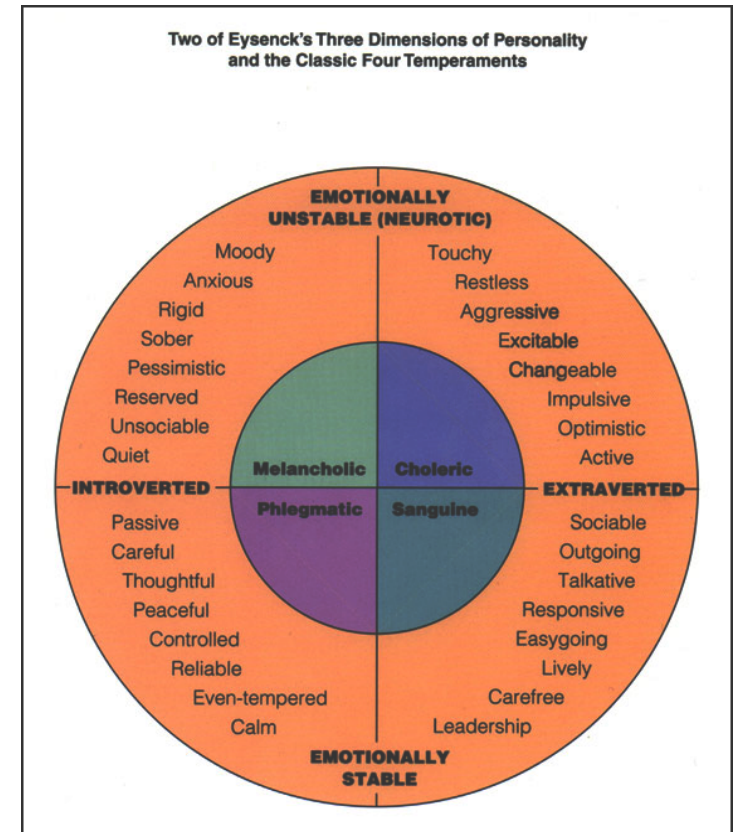 Two of Eysenck's Three Dimensions of Personality
and the Classic Four Temperaments
EMOTIONALLY
UNSTABLE (NEUROTIC)
Moody
Anxious
Rigid
Sober
Pessimistic
Reserved
Unsociable
Quiet
Touchy
Restless
Aggressive
Excitable
Changeable
Impulsive
Optimistic
Active
Melancholic
Choleric
INTROVERTED
EXTRAVERTED
Phlegmatic
Sanguine
Passive
Careful
Thoughtful
Peaceful
Controlled
Reliable
Even-tempered
Calm
Sociable
Outgoing
Talkative
Responsive
Easygoing
Lively
Carefree
Leadership
EMOTIONALLY
STABLE